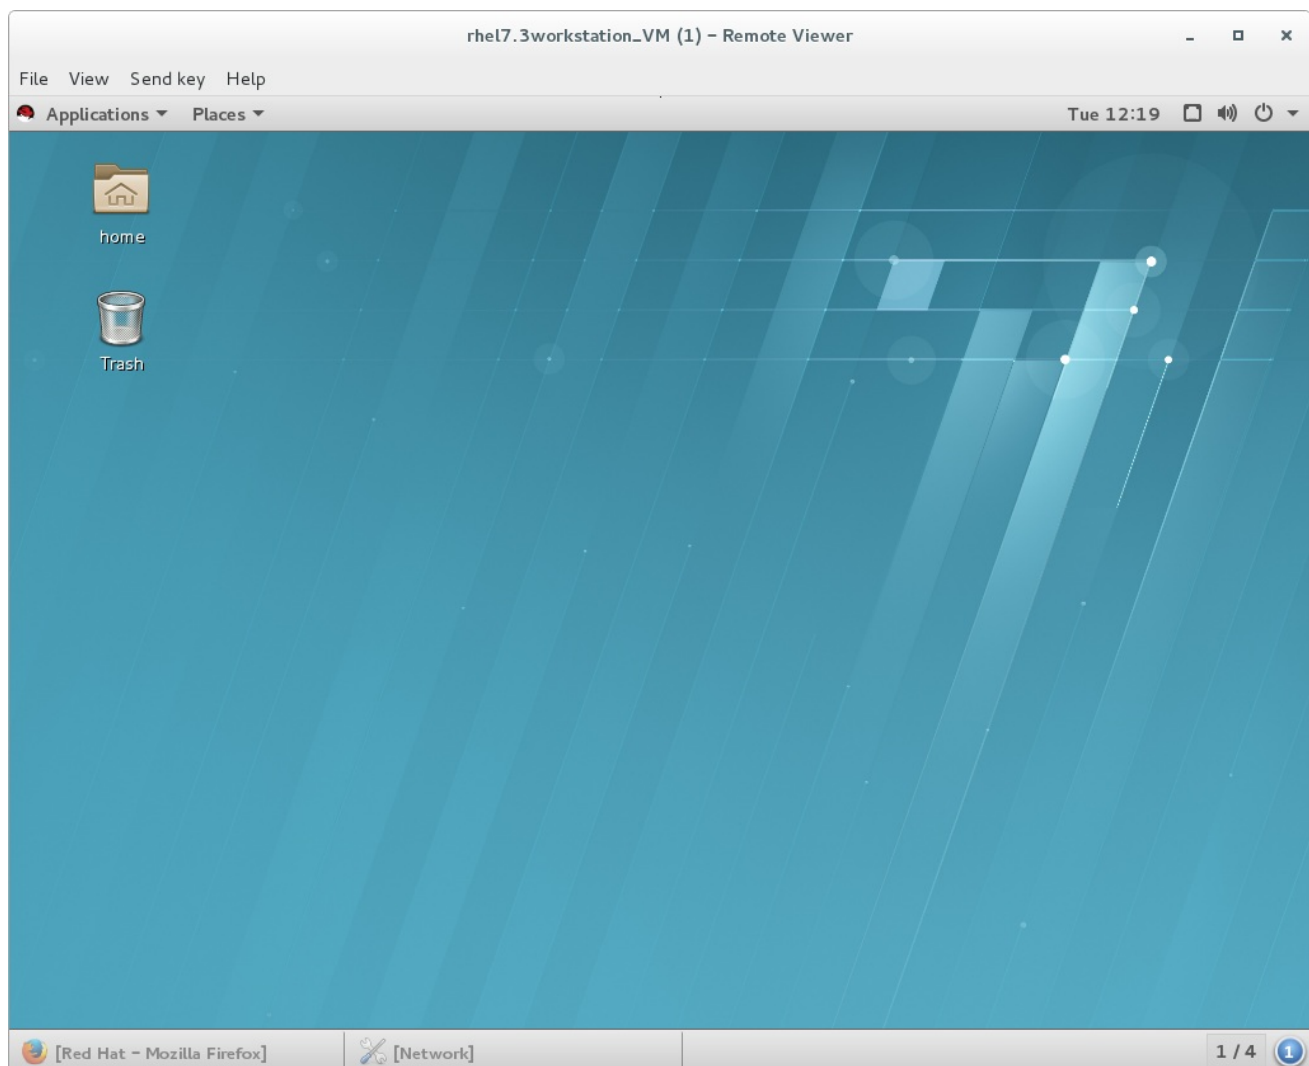 rhel7.3workstation_VM (1) – Remote Viewer
File View Send key Help
Applications Places Tue 12:19
home
Trash
[Red Hat – Mozilla Firefox] [Network] 1 / 4 1